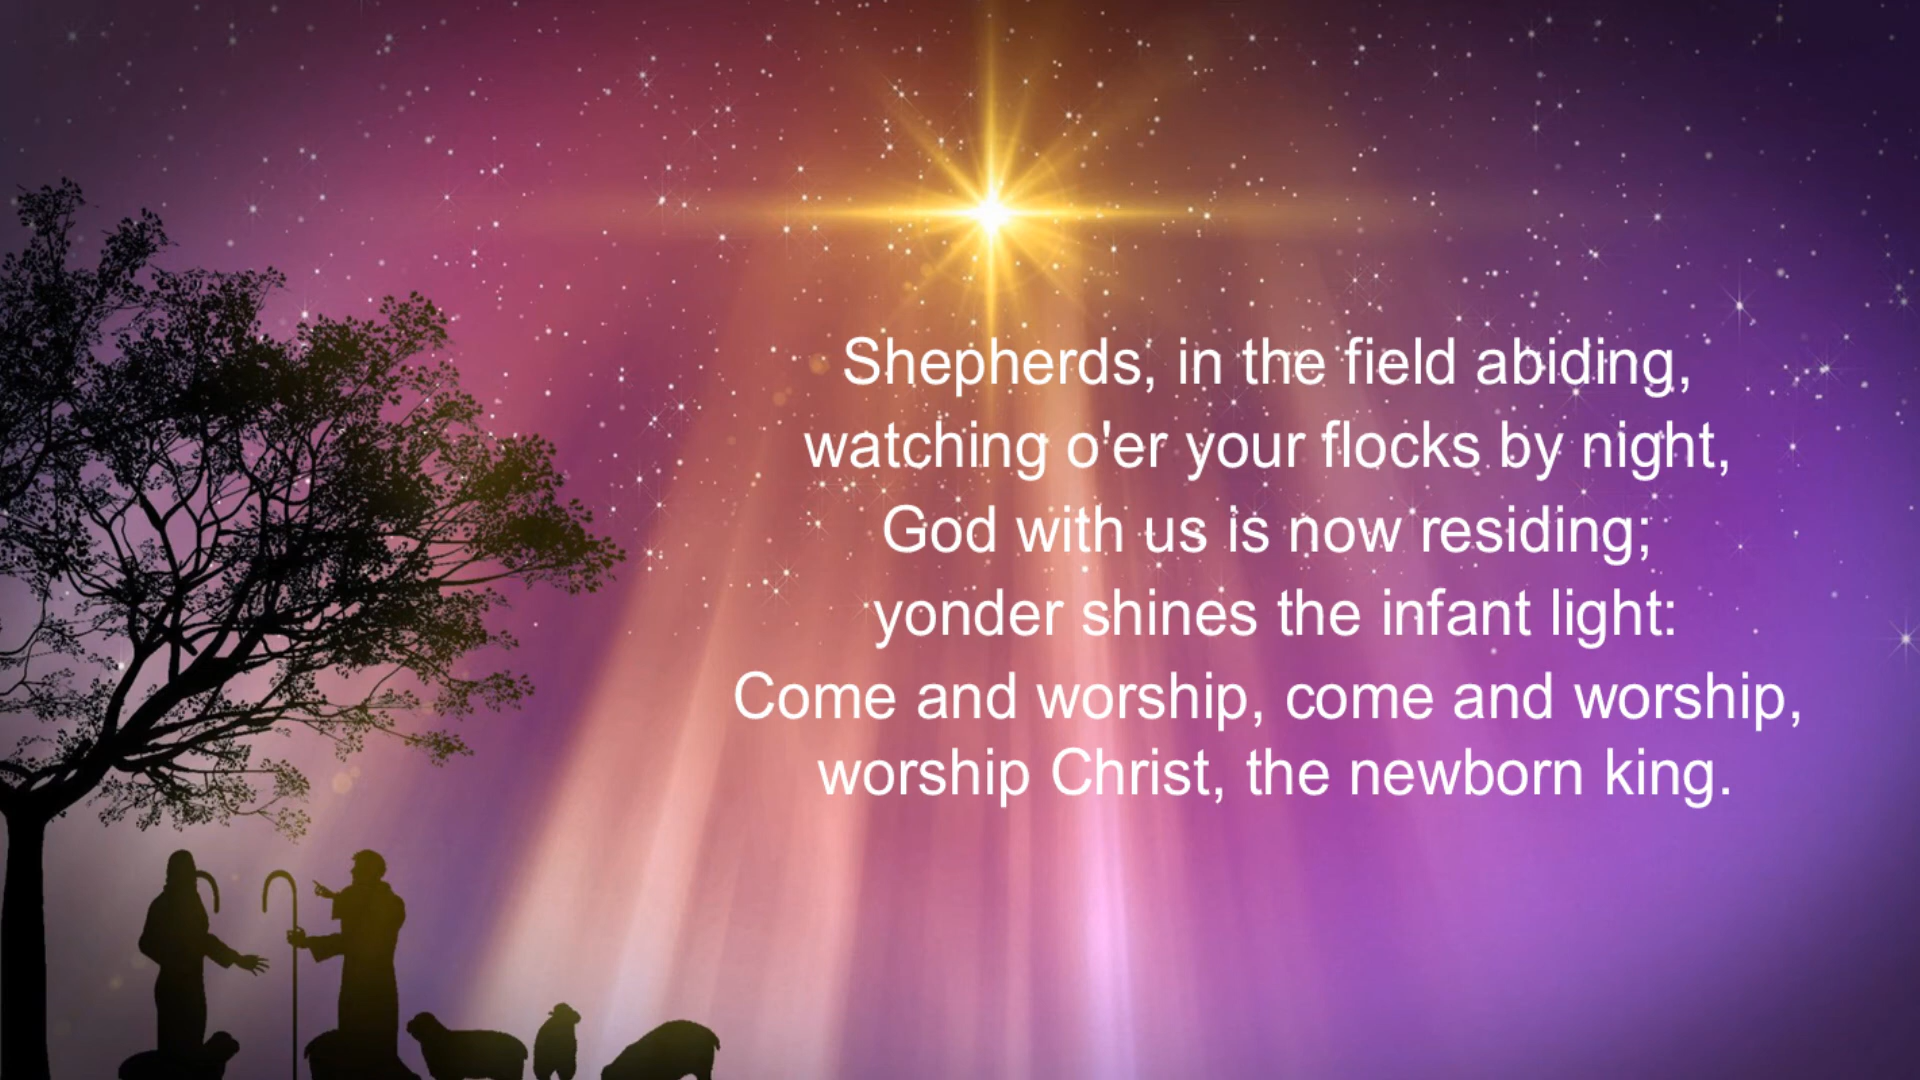 Shepherds, in the field abiding,
watching o'er your flocks by night,
God with us is now residing;
yonder shines the infant light:
Come and worship, come and worship,
worship Christ, the newborn king.